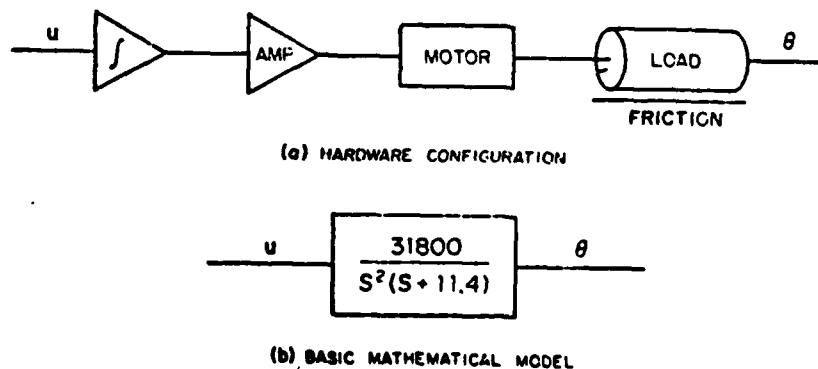 u ∫ AMP MOTOR LOAD θ
FRICTION
(a) HARDWARE CONFIGURATION
u 31800 θ
S²(S + 11.4)
(b) BASIC MATHEMATICAL MODEL